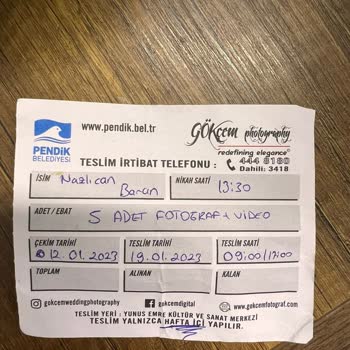 PENDİK
BELEDİYESİ
www.pendik.bel.tr
GÖKcem photography
redefining elegance
TESLİM İRTİBAT TELEFONU : 444 8180
Dahili: 3418
İSİM Nazlıcan
Baran
NİKAH SAATİ 13:30
ADET / EBAT 5 ADET FOTOGRAF + VİDEO
ÇEKİM TARİHİ 12.01.2023
TESLİM TARİHİ 19.01.2023
TESLİM SAATİ 09:00/17:00
TOPLAM ALINAN KALAN
gokcemweddingphotography gokcemdigital www.gokcemfotograf.com
TESLİM YERİ : YUNUS EMRE KÜLTÜR VE SANAT MERKEZİ
TESLİM YALNIZCA HAFTA İÇİ YAPILIR.